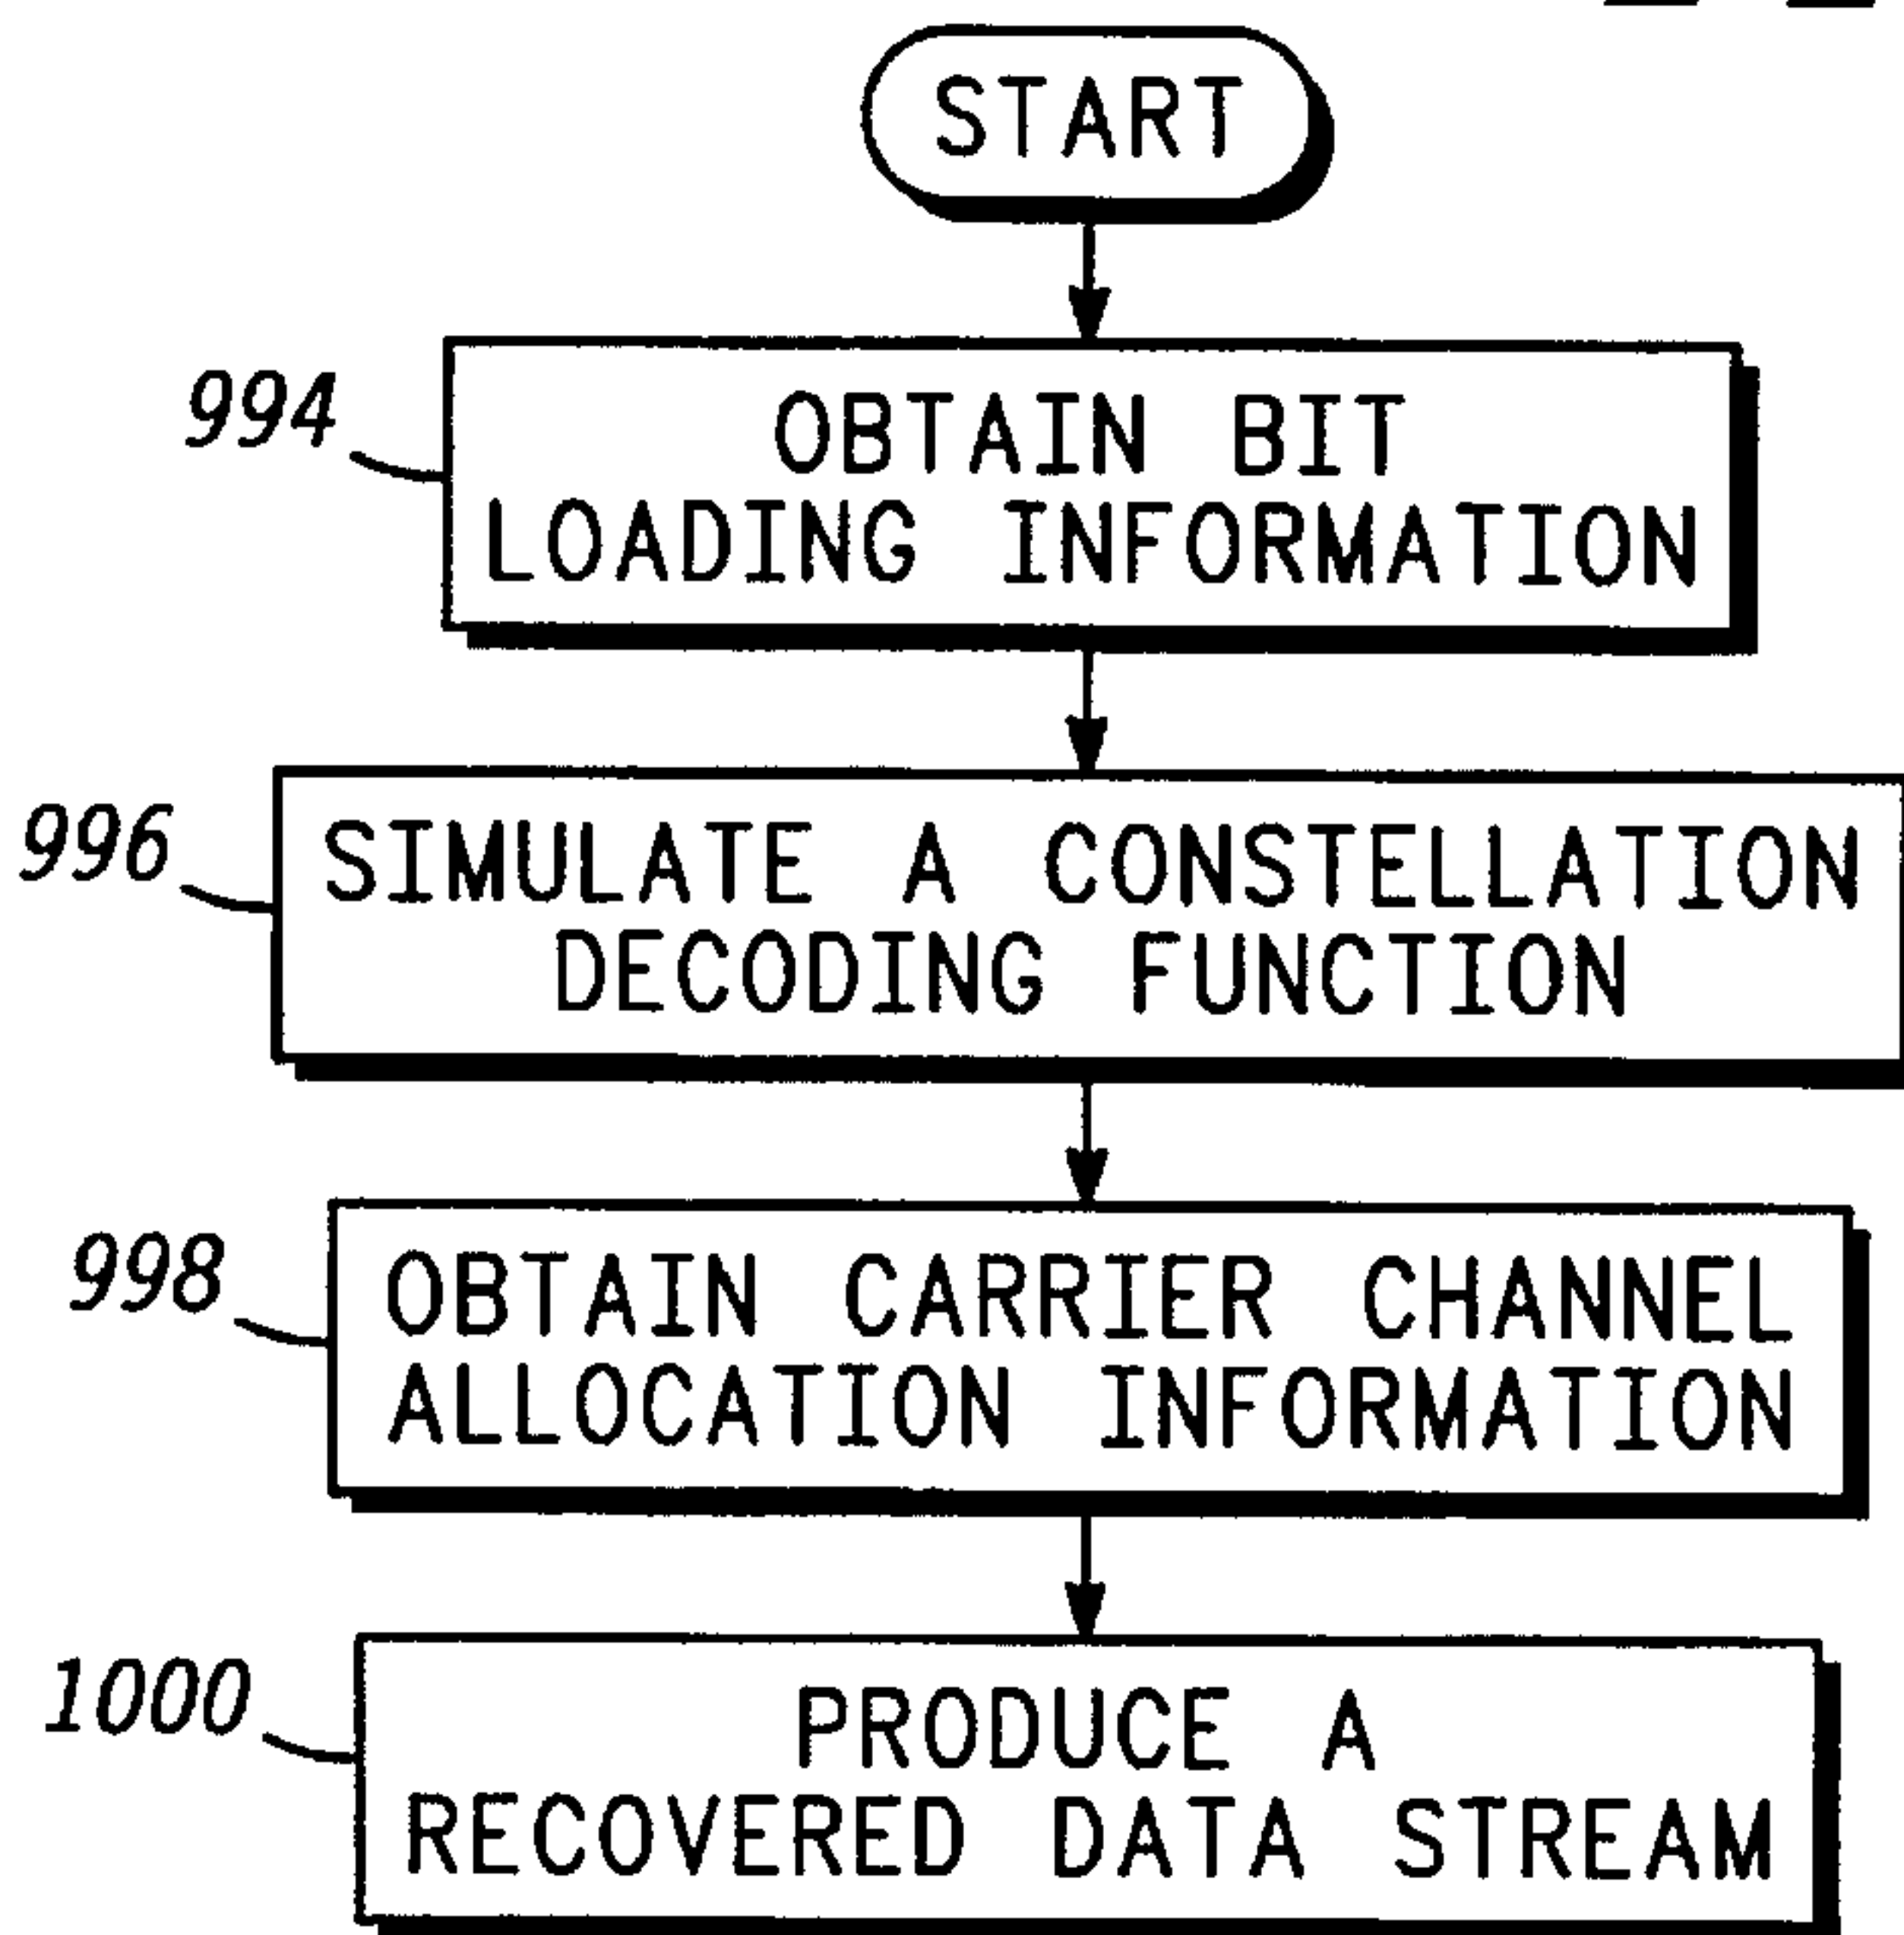 START
994
OBTAIN BIT
LOADING INFORMATION
996
SIMULATE A CONSTELLATION
DECODING FUNCTION
998
OBTAIN CARRIER CHANNEL
ALLOCATION INFORMATION
1000
PRODUCE A
RECOVERED DATA STREAM